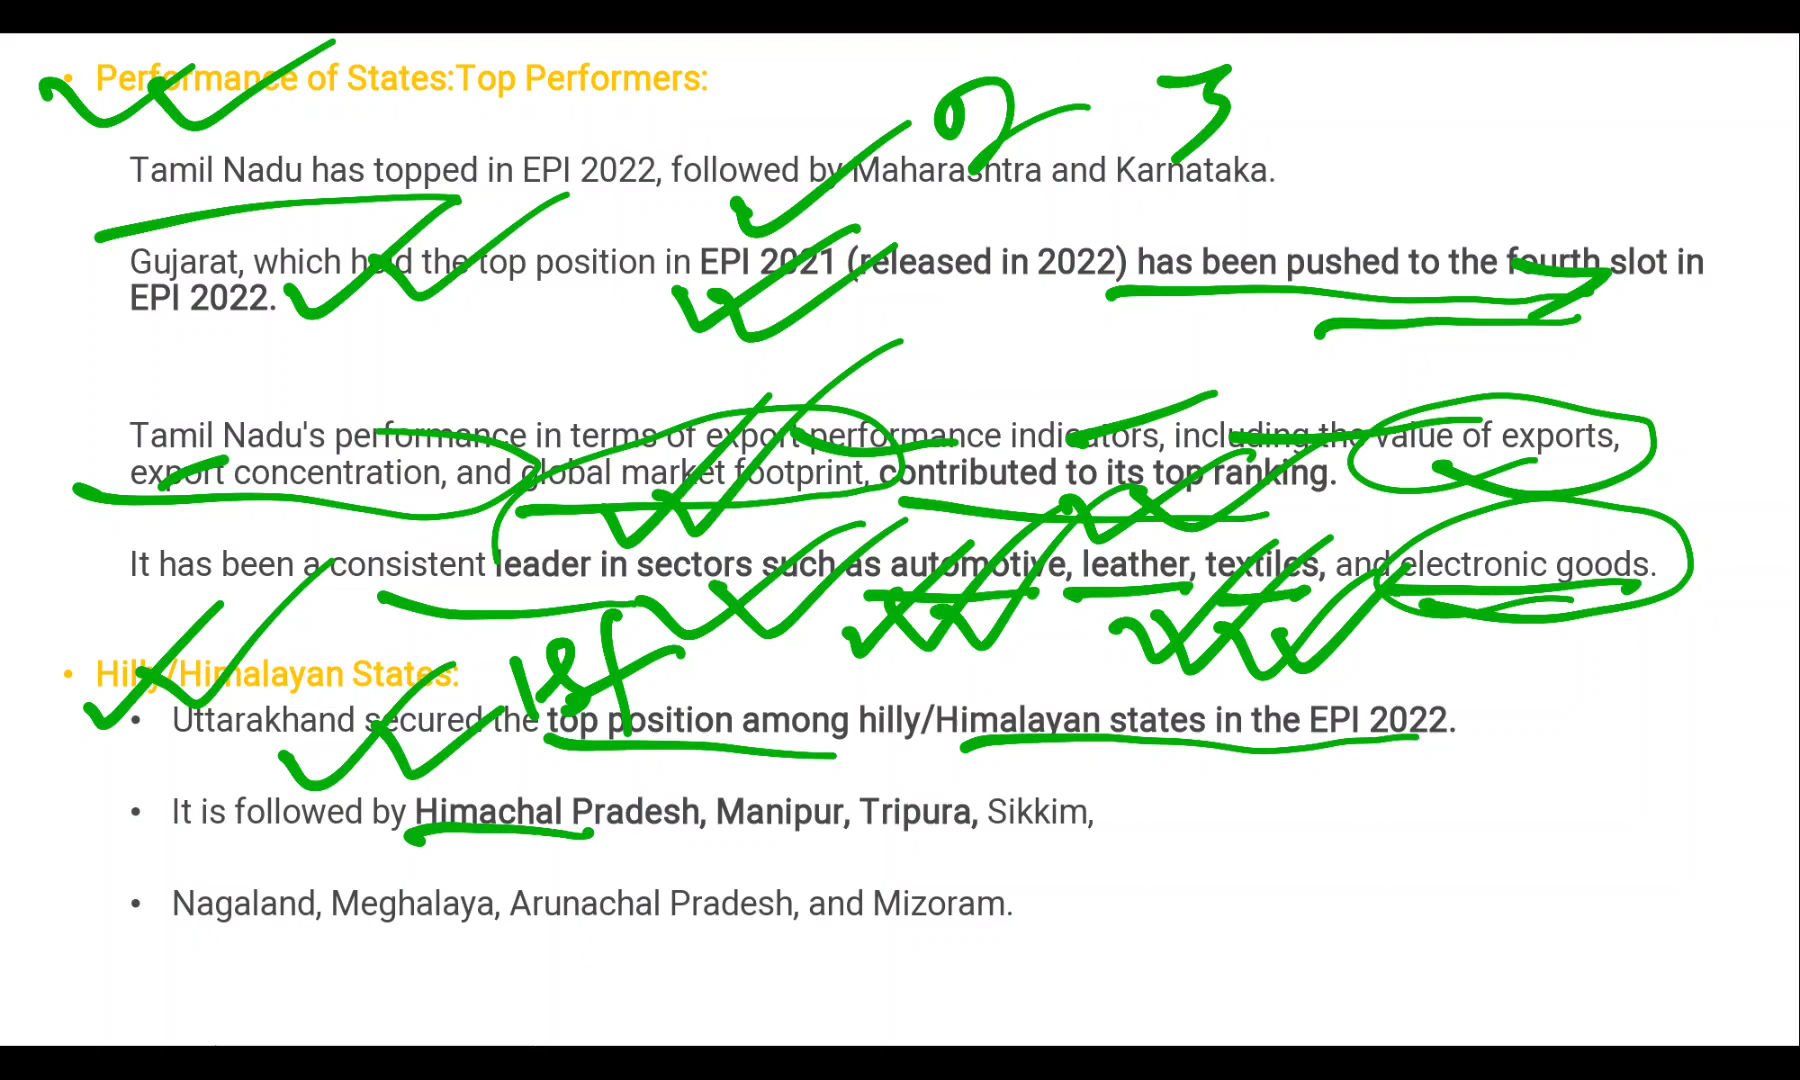 • Performance of States:Top Performers:
2 3
Tamil Nadu has topped in EPI 2022, followed by Maharashtra and Karnataka.
Gujarat, which held the top position in EPI 2021 (released in 2022) has been pushed to the fourth slot in
EPI 2022.
Tamil Nadu's performance in terms of export performance indicators, including the value of exports,
export concentration, and global market footprint, contributed to its top ranking.
It has been a consistent leader in sectors such as automotive, leather, textiles, and electronic goods.
• Hilly/Himalayan States:
1st
• Uttarakhand secured the top position among hilly/Himalayan states in the EPI 2022.
• It is followed by Himachal Pradesh, Manipur, Tripura, Sikkim,
• Nagaland, Meghalaya, Arunachal Pradesh, and Mizoram.